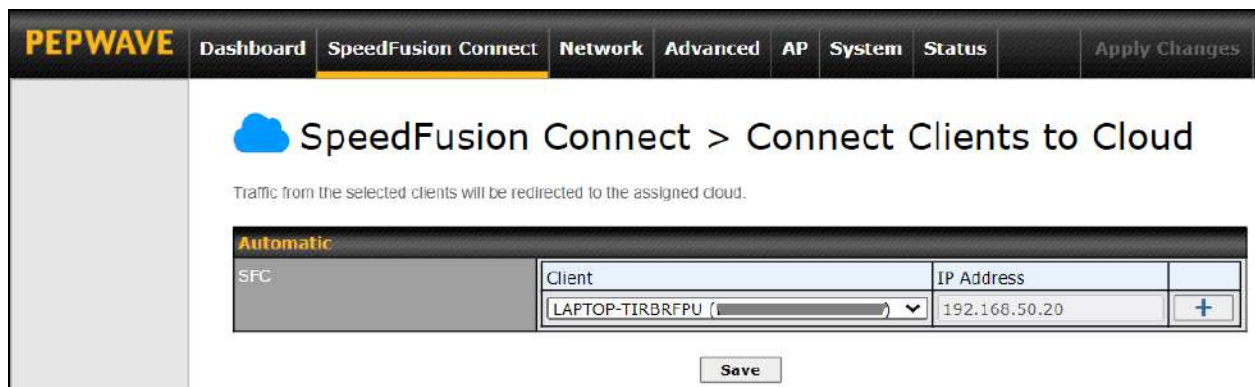 PEPWAVE Dashboard SpeedFusion Connect Network Advanced AP System Status Apply Changes
SpeedFusion Connect > Connect Clients to Cloud
Traffic from the selected clients will be redirected to the assigned cloud.
Automatic
SFC Client IP Address
LAPTOP-TIRBRFPU ( ) 192.168.50.20 +
Save